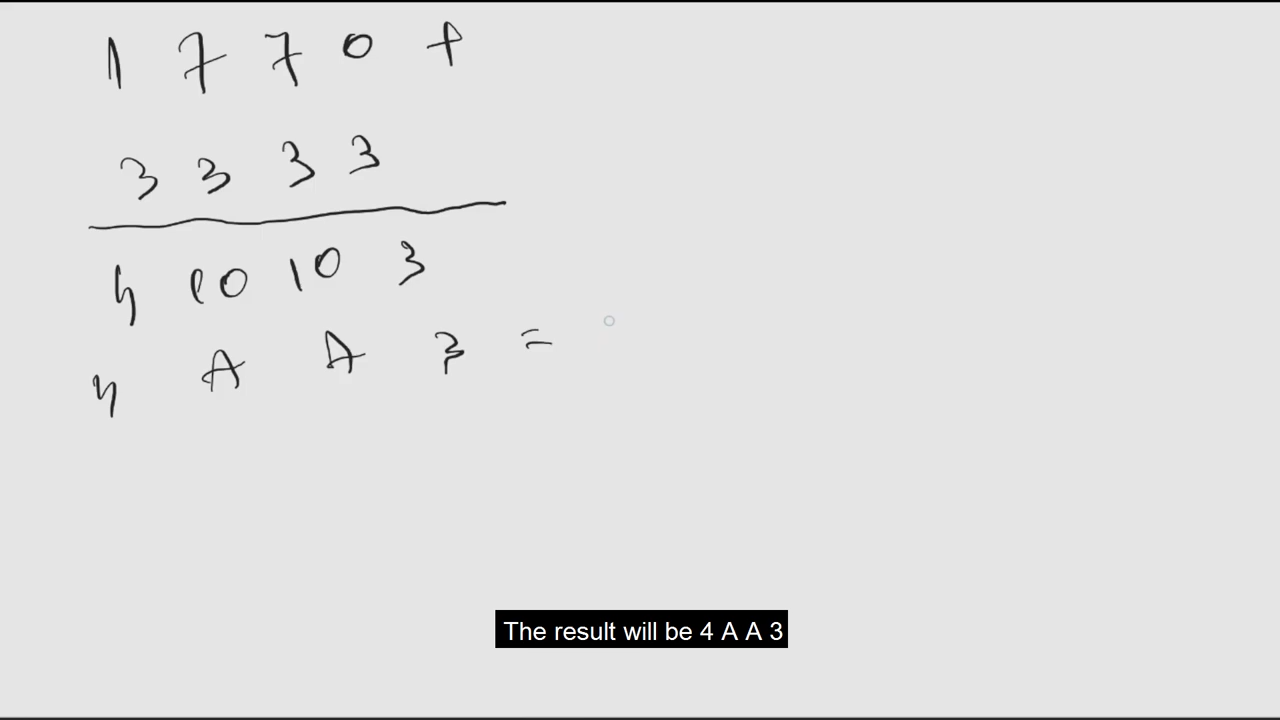 1 7 7 0 +
3 3 3 3
4 10 10 3
4 A A 3 =
The result will be 4 A A 3